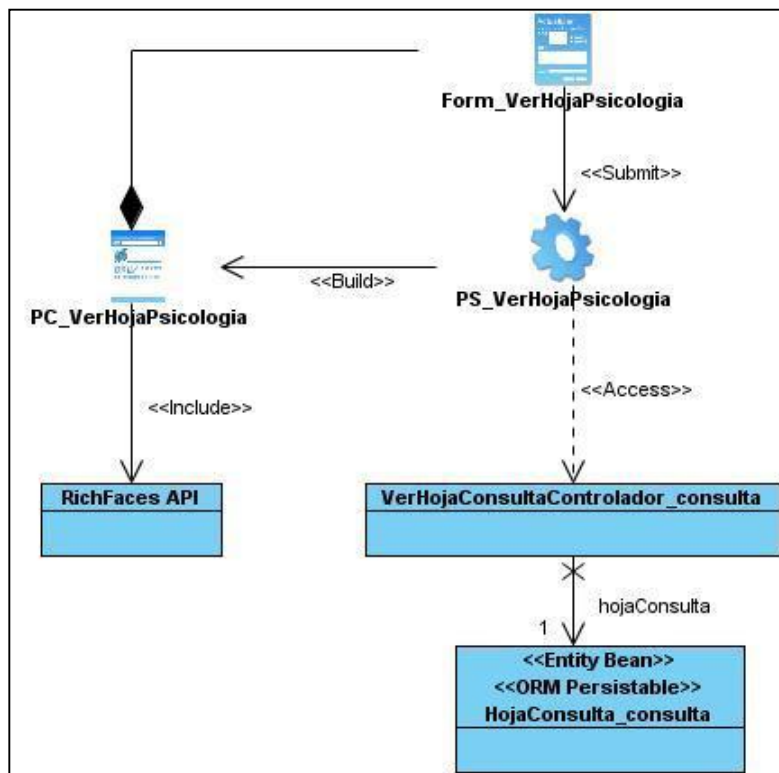 Form_VerHojaPsicologia
<<Submit>>
PC_VerHojaPsicologia
<<Build>>
PS_VerHojaPsicologia
<<Include>>
<<Access>>
RichFaces API
VerHojaConsultaControlador_consulta
hojaConsulta
1
<<Entity Bean>>
<<ORM Persistable>>
HojaConsulta_consulta